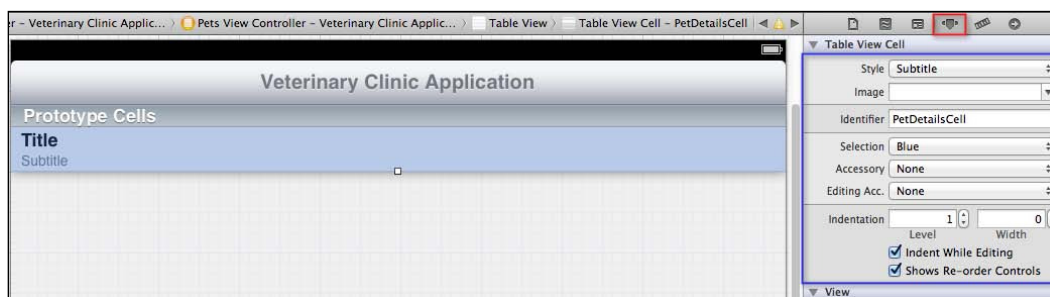 er – Veterinary Clinic Applic... Pets View Controller – Veterinary Clinic Applic... Table View Table View Cell – PetDetailsCell
Veterinary Clinic Application
Prototype Cells
Title
Subtitle
Table View Cell
Style Subtitle
Image
Identifier PetDetailsCell
Selection Blue
Accessory None
Editing Acc. None
Indentation 1 0
Level Width
Indent While Editing
Shows Re-order Controls
View